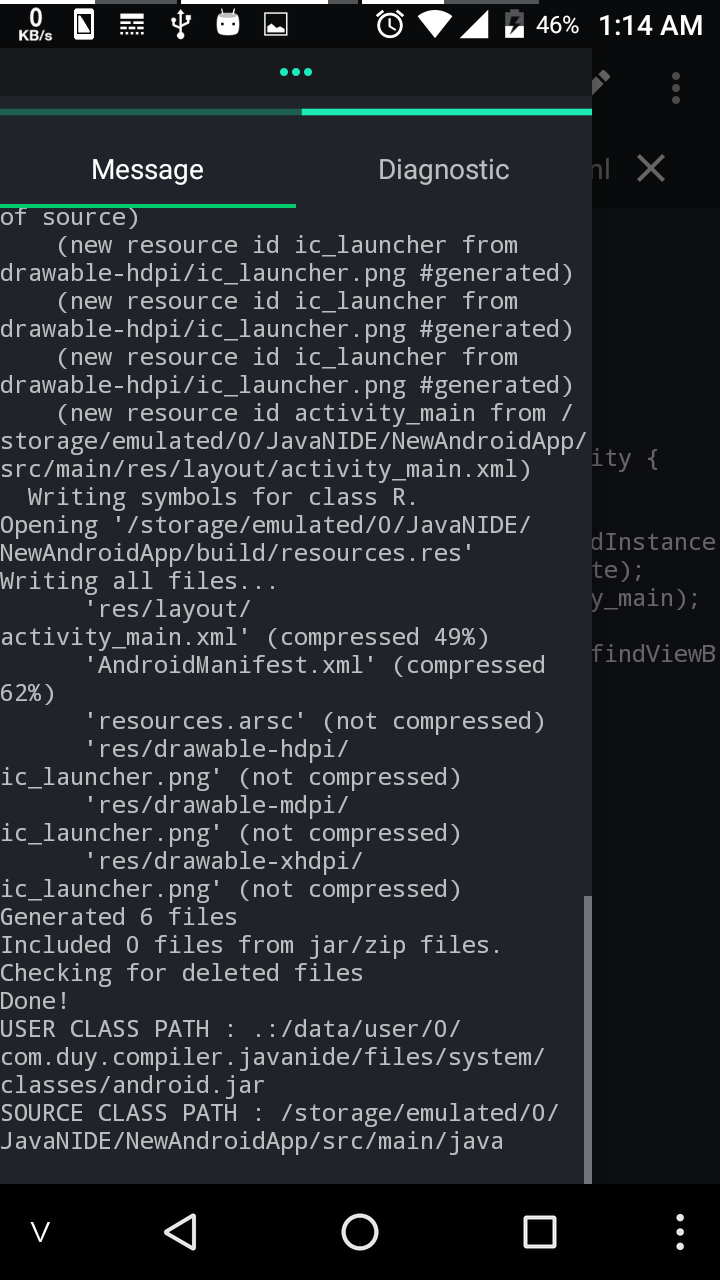 0
KB/s
46%
1:14 AM
Message
Diagnostic
nl
of source)
(new resource id ic_launcher from
drawable-hdpi/ic_launcher.png #generated)
(new resource id ic_launcher from
drawable-hdpi/ic_launcher.png #generated)
(new resource id ic_launcher from
drawable-hdpi/ic_launcher.png #generated)
(new resource id activity_main from /
storage/emulated/0/JavaNIDE/NewAndroidApp/
src/main/res/layout/activity_main.xml)
Writing symbols for class R.
Opening '/storage/emulated/0/JavaNIDE/
NewAndroidApp/build/resources.res'
Writing all files...
'res/layout/
activity_main.xml' (compressed 49%)
'AndroidManifest.xml' (compressed
62%)
'resources.arsc' (not compressed)
'res/drawable-hdpi/
ic_launcher.png' (not compressed)
'res/drawable-mdpi/
ic_launcher.png' (not compressed)
'res/drawable-xhdpi/
ic_launcher.png' (not compressed)
Generated 6 files
Included 0 files from jar/zip files.
Checking for deleted files
Done!
USER CLASS PATH : .:/data/user/0/
com.duy.compiler.javanide/files/system/
classes/android.jar
SOURCE CLASS PATH : /storage/emulated/0/
JavaNIDE/NewAndroidApp/src/main/java
ity {
dInstance
te);
y_main);
findViewB